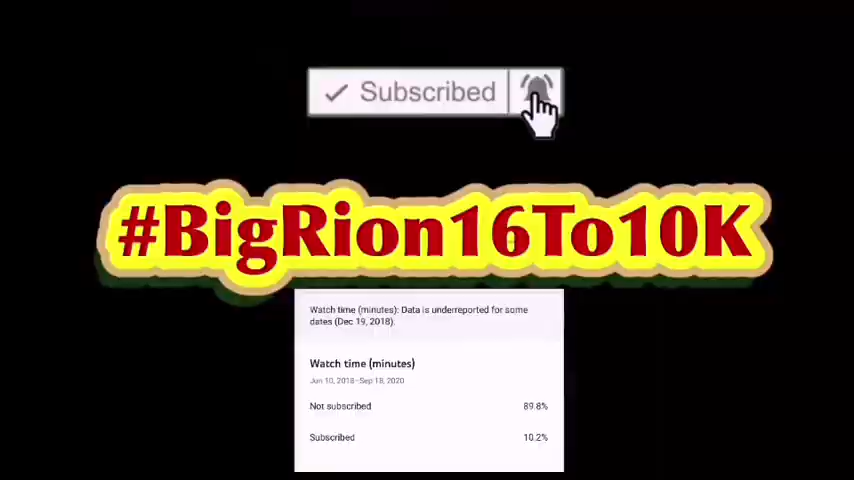 Subscribed
#BigRion16To10K
Watch time (minutes): Data is underreported for some
dates (Dec 19, 2018).
Watch time (minutes)
Jun 10, 2018–Sep 18, 2020
Not subscribed 89.8%
Subscribed 10.2%